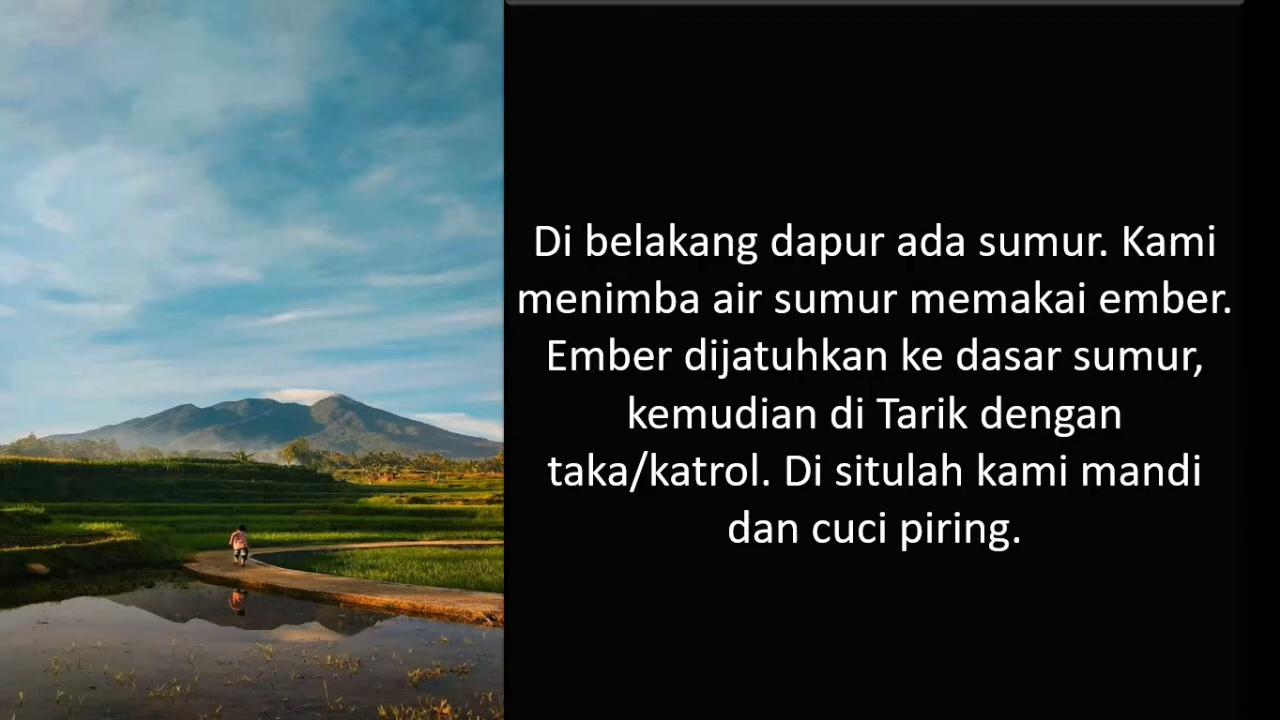 Di belakang dapur ada sumur. Kami
menimba air sumur memakai ember.
Ember dijatuhkan ke dasar sumur,
kemudian di Tarik dengan
taka/katrol. Di situlah kami mandi
dan cuci piring.